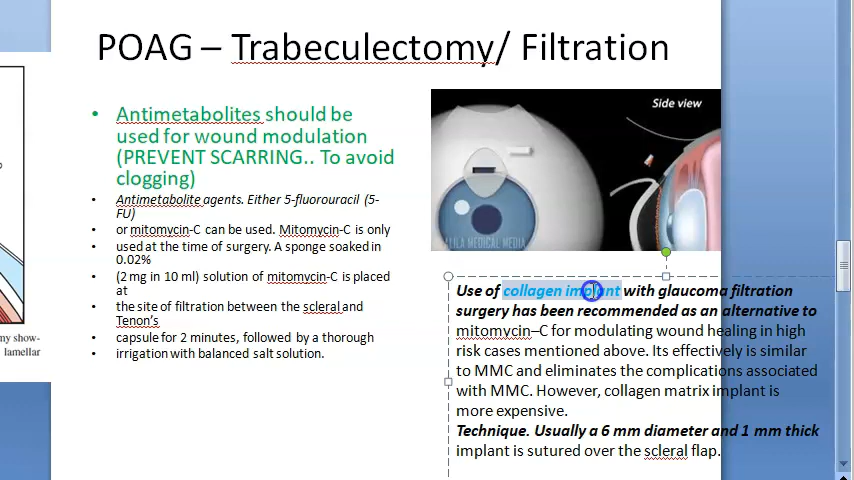 POAG – Trabeculectomy/ Filtration
• Antimetabolites should be
used for wound modulation
(PREVENT SCARRING.. To avoid
clogging)
• Antimetabolite agents. Either 5-fluorouracil (5-
FU)
• or mitomycin-C can be used. Mitomycin-C is only
• used at the time of surgery. A sponge soaked in
0.02%
• (2 mg in 10 ml) solution of mitomycin-C is placed
at
• the site of filtration between the scleral and
Tenon's
• capsule for 2 minutes, followed by a thorough
• irrigation with balanced salt solution.
Side view
ALILA MEDICAL MEDIA
Use of collagen implant with glaucoma filtration
surgery has been recommended as an alternative to
mitomycin–C for modulating wound healing in high
risk cases mentioned above. Its effectively is similar
to MMC and eliminates the complications associated
with MMC. However, collagen matrix implant is
more expensive.
Technique. Usually a 6 mm diameter and 1 mm thick
implant is sutured over the scleral flap.
ny show-
lamellar